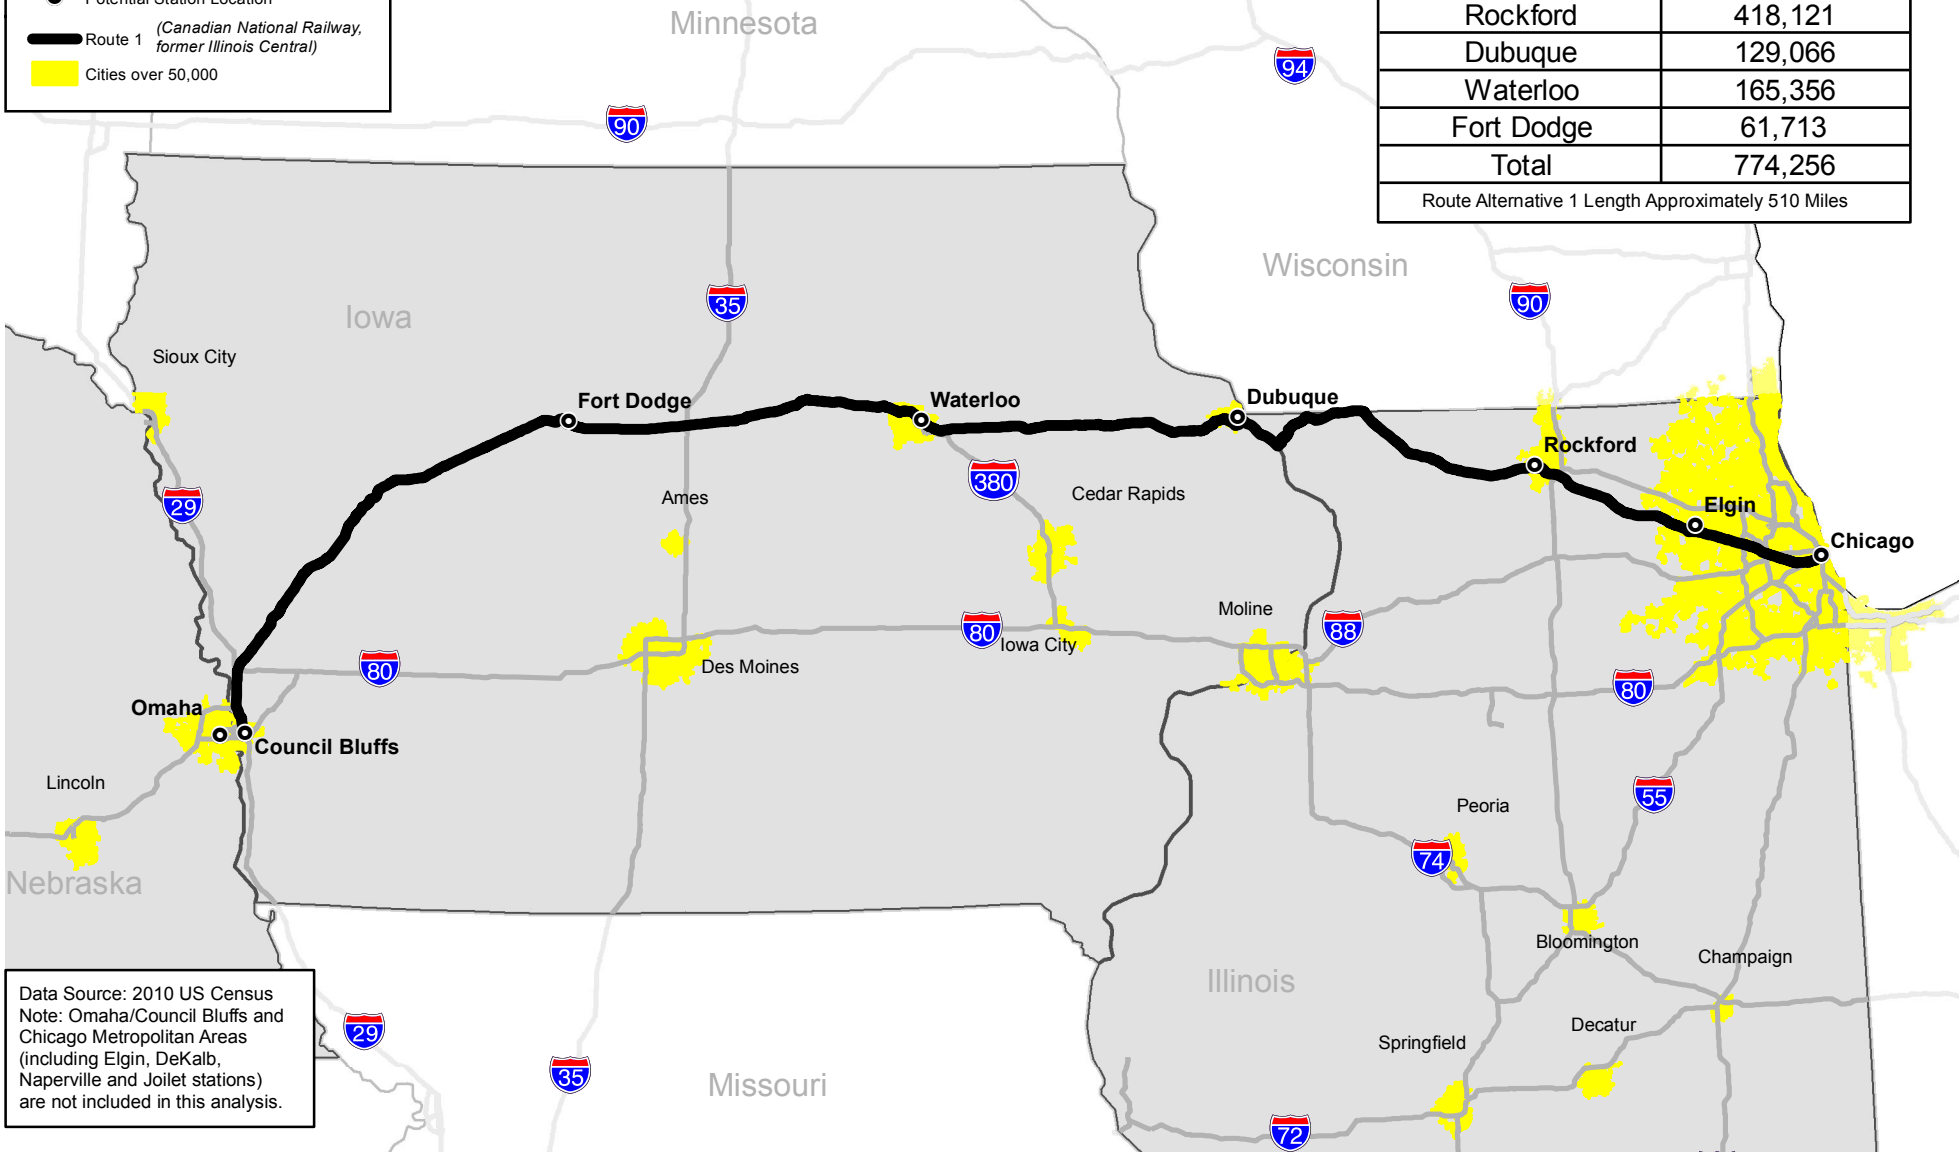 Potential Station Location
Route 1 (Canadian National Railway,
former Illinois Central)
Cities over 50,000
Rockford 418,121
Dubuque 129,066
Waterloo 165,356
Fort Dodge 61,713
Total 774,256
Route Alternative 1 Length Approximately 510 Miles
Minnesota
94
90
Wisconsin
90
35
Iowa
Sioux City
Fort Dodge
Waterloo
Dubuque
Rockford
29
380
Ames
Cedar Rapids
Elgin
Chicago
Moline
80
Iowa City
88
80
Des Moines
80
Omaha
Council Bluffs
Lincoln
55
Peoria
74
Nebraska
Bloomington
Champaign
Illinois
Data Source: 2010 US Census
Note: Omaha/Council Bluffs and
Chicago Metropolitan Areas
(including Elgin, DeKalb,
Naperville and Joilet stations)
are not included in this analysis.
29
35
Missouri
Springfield
Decatur
72